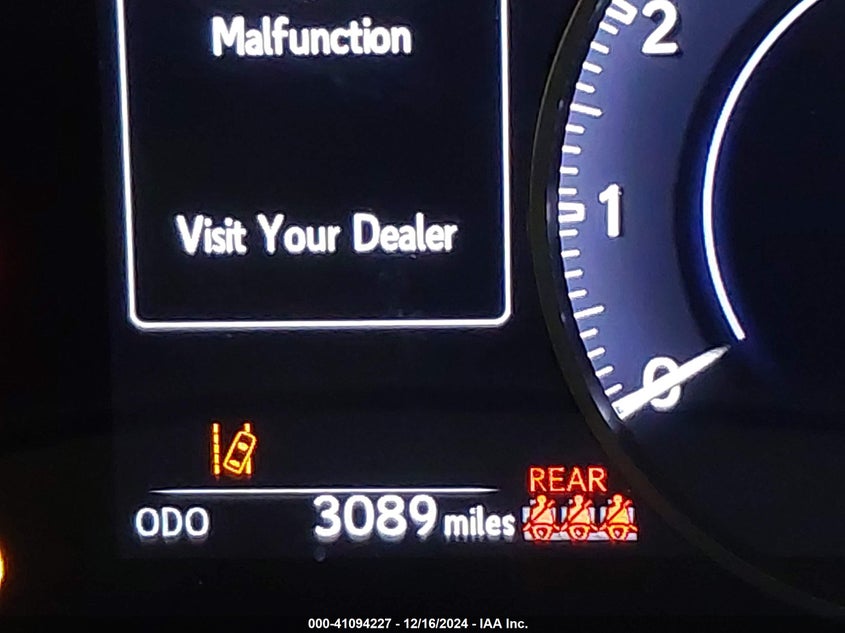 Malfunction
Visit Your Dealer
2
1
0
REAR
ODO 3089 miles
000-41094227 - 12/16/2024 - IAA Inc.